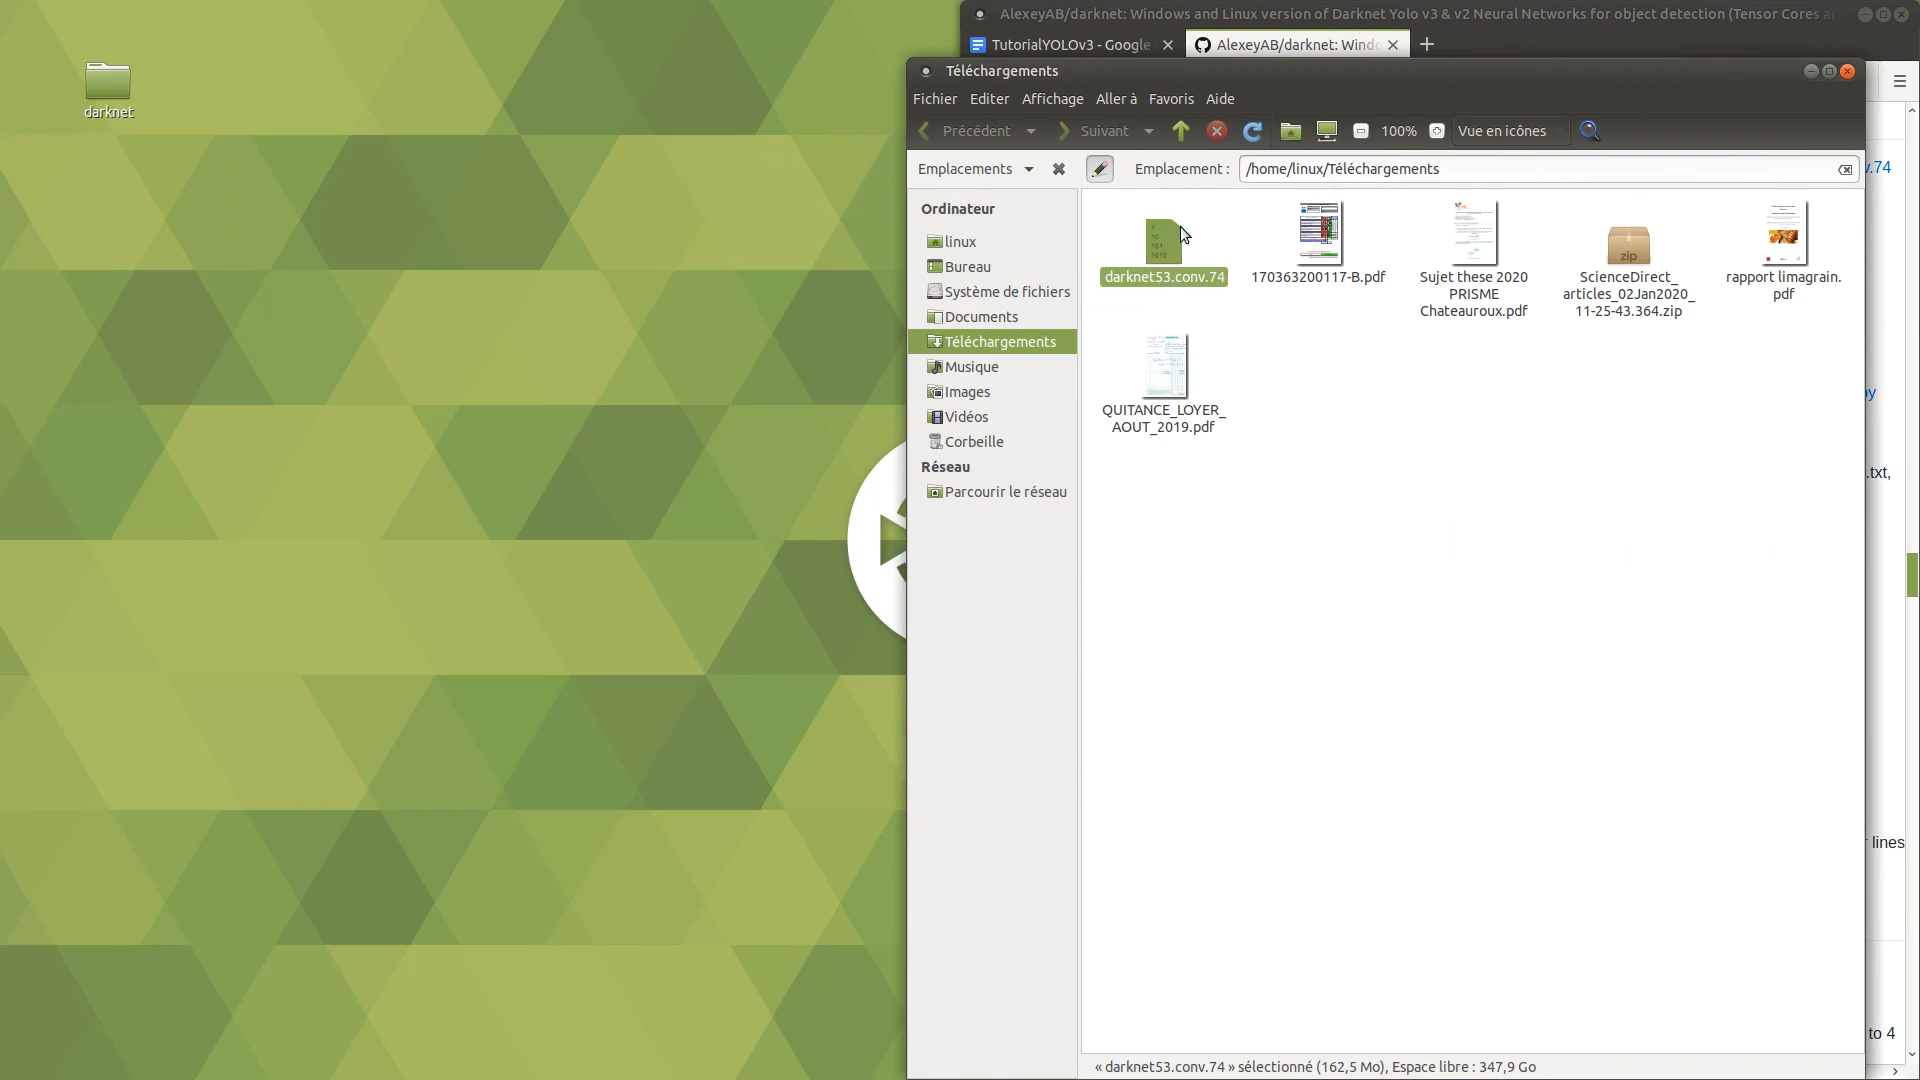 darknet
AlexeyAB/darknet: Windows and Linux version of Darknet Yolo v3 & v2 Neural Networks for object detection (Tensor Cores a
TutorialYOLOv3 - Google
AlexeyAB/darknet: Wind
Téléchargements
Fichier Editer Affichage Aller à Favoris Aide
Précédent Suivant 100% Vue en icônes
Emplacements Emplacement : /home/linux/Téléchargements
Ordinateur
linux
Bureau
Système de fichiers
Documents
Téléchargements
Musique
Images
Vidéos
Corbeille
Réseau
Parcourir le réseau
darknet53.conv.74
170363200117-B.pdf
Sujet these 2020
PRISME
Chateauroux.pdf
zip
ScienceDirect_
articles_02Jan2020_
11-25-43.364.zip
rapport limagrain.
pdf
QUITANCE_LOYER_
AOUT_2019.pdf
.74
.txt,
lines
to 4
« darknet53.conv.74 » sélectionné (162,5 Mo), Espace libre : 347,9 Go